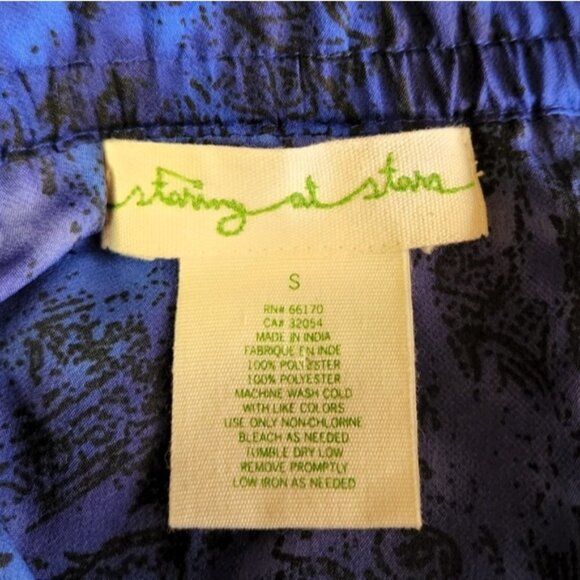 staring at stars
S
RN# 66170
CA# 32054
MADE IN INDIA
FABRIQUE EN INDE
100% POLYESTER
100% POLYESTER
MACHINE WASH COLD
WITH LIKE COLORS
USE ONLY NON-CHLORINE
BLEACH AS NEEDED
TUMBLE DRY LOW
REMOVE PROMPTLY
LOW IRON AS NEEDED